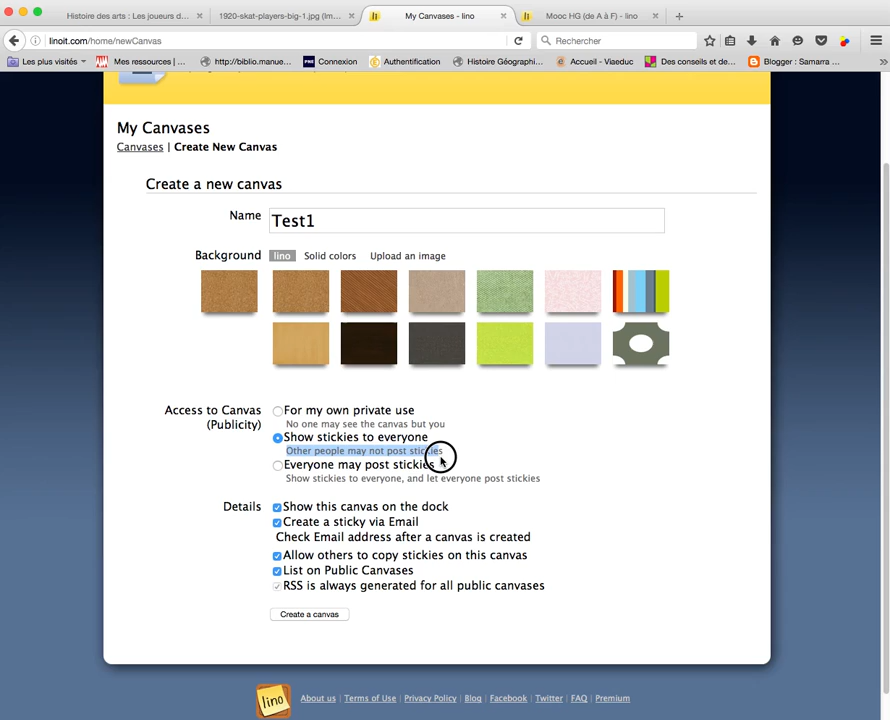 Histoire des arts : Les joueurs d...
1920-skat-players-big-1.jpg (Im...
My Canvases - lino
Mooc HG (de A à F) - lino
linoit.com/home/newCanvas
Rechercher
Les plus visités
Mes ressources | ...
http://biblio.manue...
Connexion
Authentification
Histoire Géographi...
Accueil - Viaeduc
Des conseils et de...
Blogger : Samarra ...
My Canvases
Canvases | Create New Canvas
Create a new canvas
Name
Test1
Background
lino
Solid colors
Upload an image
Access to Canvas
(Publicity)
For my own private use
No one may see the canvas but you
Show stickies to everyone
Other people may not post stickies
Everyone may post stickies
Show stickies to everyone, and let everyone post stickies
Details
Show this canvas on the dock
Create a sticky via Email
Check Email address after a canvas is created
Allow others to copy stickies on this canvas
List on Public Canvases
RSS is always generated for all public canvases
Create a canvas
lino
About us | Terms of Use | Privacy Policy | Blog | Facebook | Twitter | FAQ | Premium